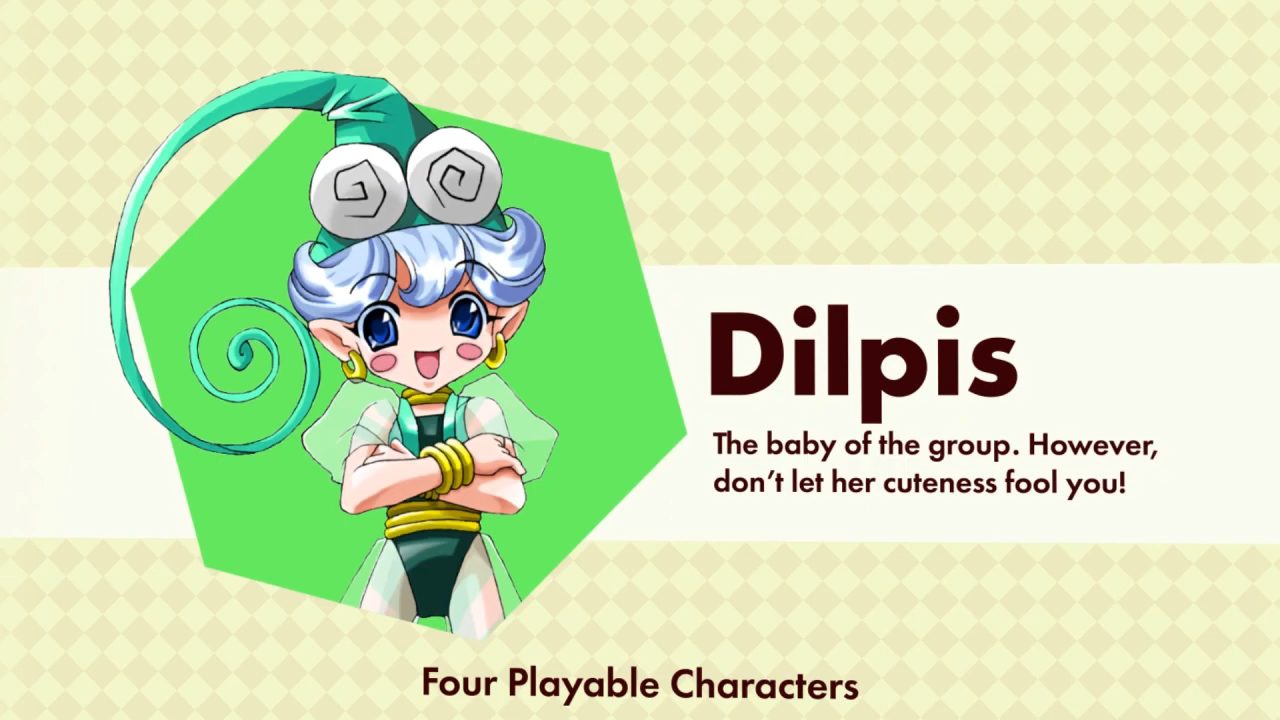 Dilpis
The baby of the group. However,
don’t let her cuteness fool you!
Four Playable Characters